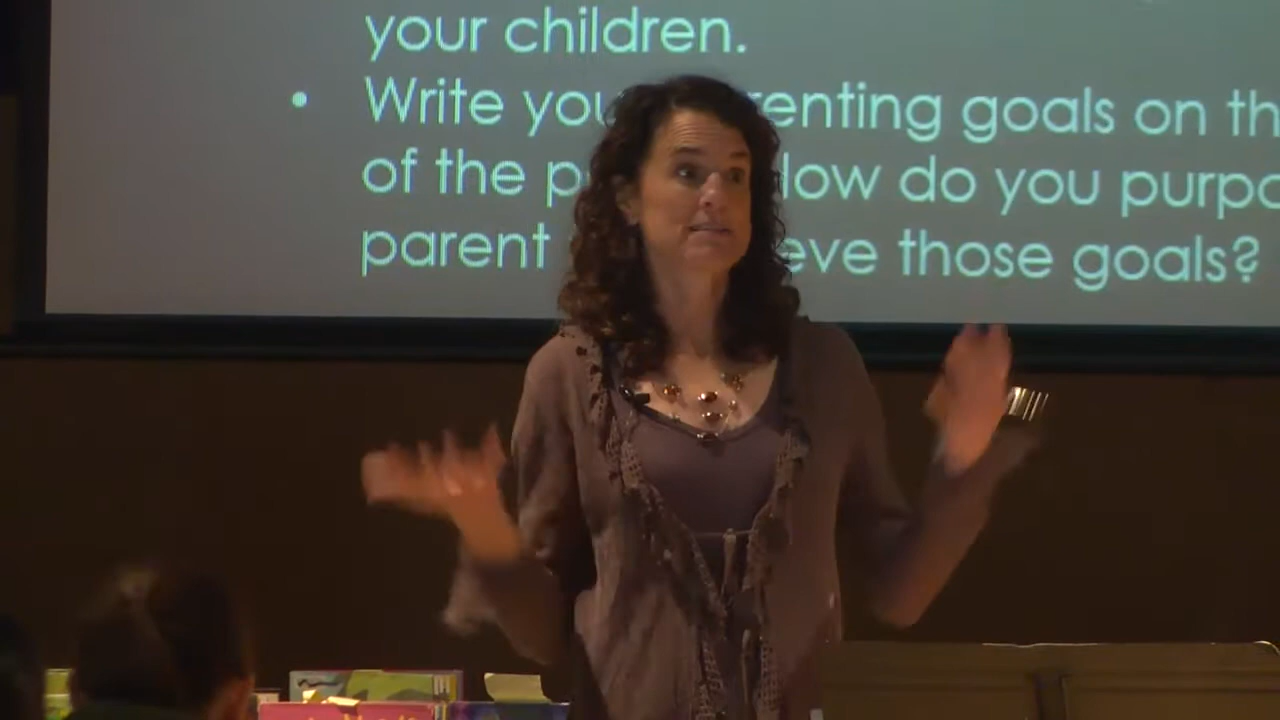 your children.
• Write you renting goals on th
of the p low do you purpo
parent eve those goals?